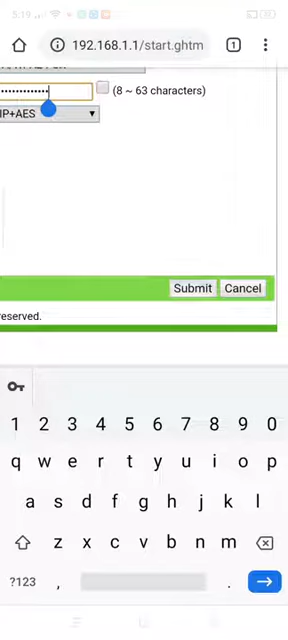 5:19
192.168.1.1/start.ghtm
1
(8 ~ 63 characters)
IP+AES
Submit
Cancel
reserved.
1 2 3 4 5 6 7 8 9 0
q w e r t y u i o p
a s d f g h j k l
z x c v b n m
?123 , .